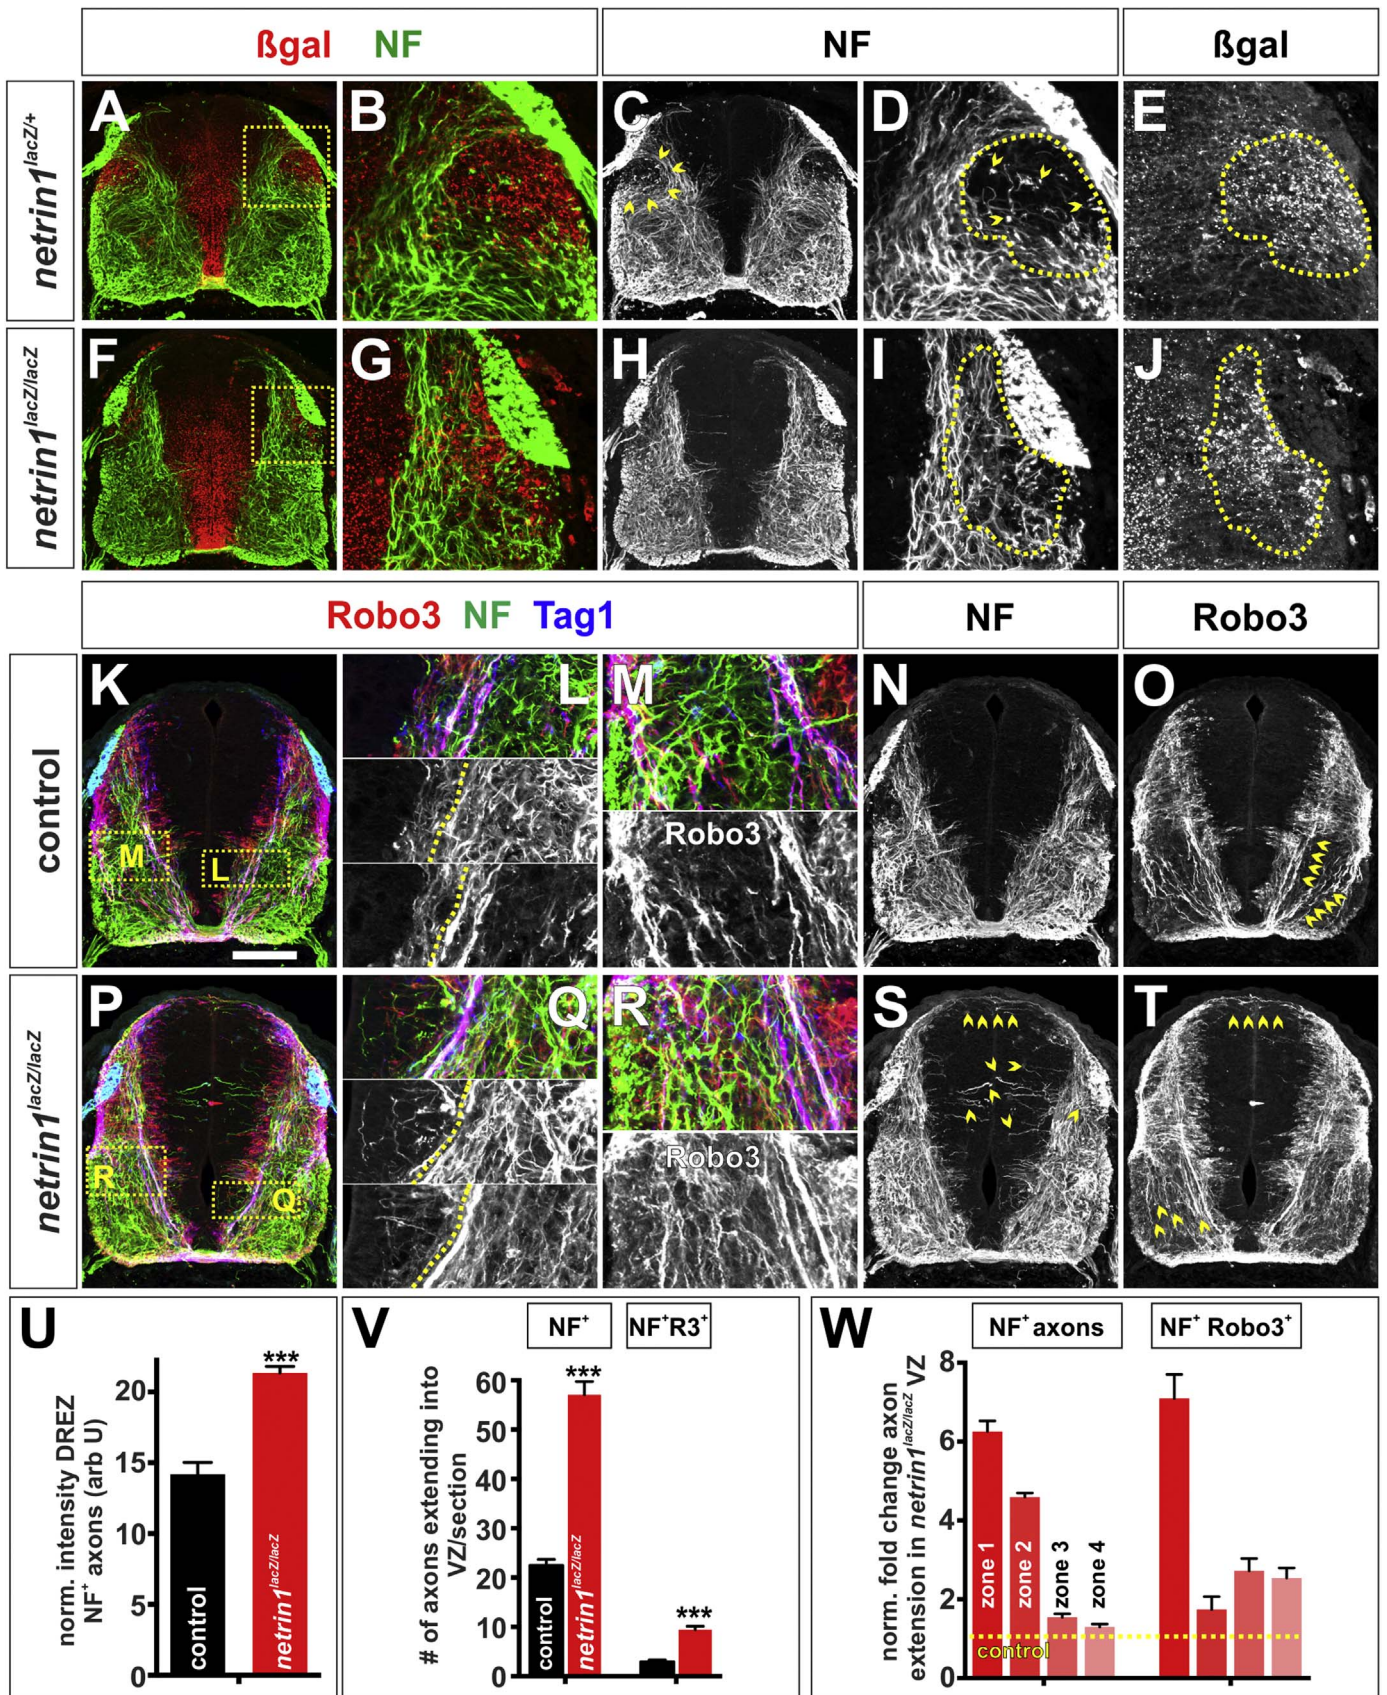 ßgal NF
NF
ßgal
netrin1lacZ/+
A
B
C
D
E
netrin1lacZ/lacZ
F
G
H
I
J
Robo3 NF Tag1
NF
Robo3
control
K
L
M
N
O
M
L
Robo3
netrin1lacZ/lacZ
P
Q
R
S
T
R
Q
Robo3
U
norm. intensity DREZ
NF+ axons (arb U)
20
15
10
5
0
***
control
netrin1lacZ/lacZ
V
NF+
NF+R3+
# of axons extending into
VZ/section
60
50
40
30
20
10
0
***
***
control
netrin1lacZ/lacZ
W
NF+ axons
NF+ Robo3+
norm. fold change axon
extension in netrin1lacZ/lacZ VZ
8
6
4
2
0
zone 1
zone 2
zone 3
zone 4
control